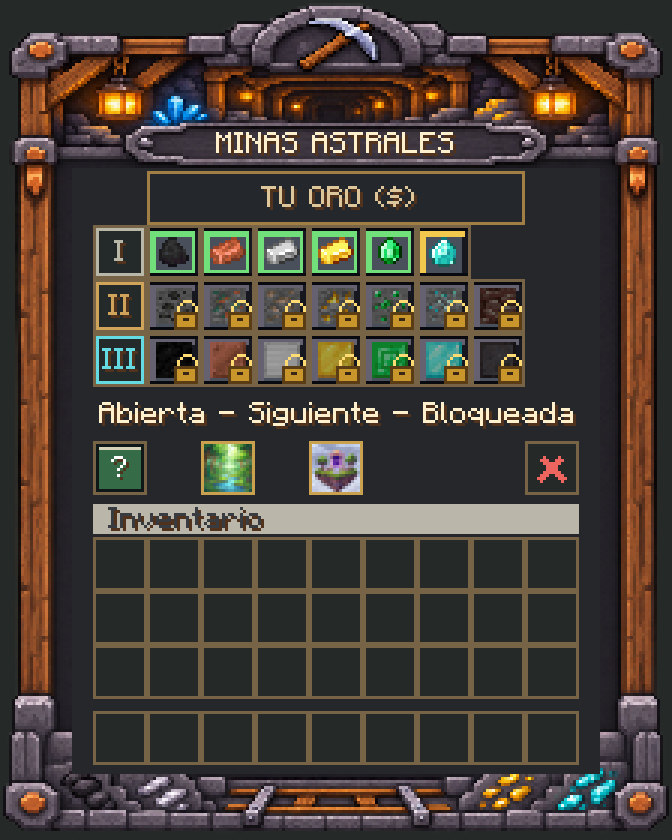 MINAS ASTRALES
TU ORO ($)
I
II
III
Abierta - Siguiente - Bloqueada
?
Inventario